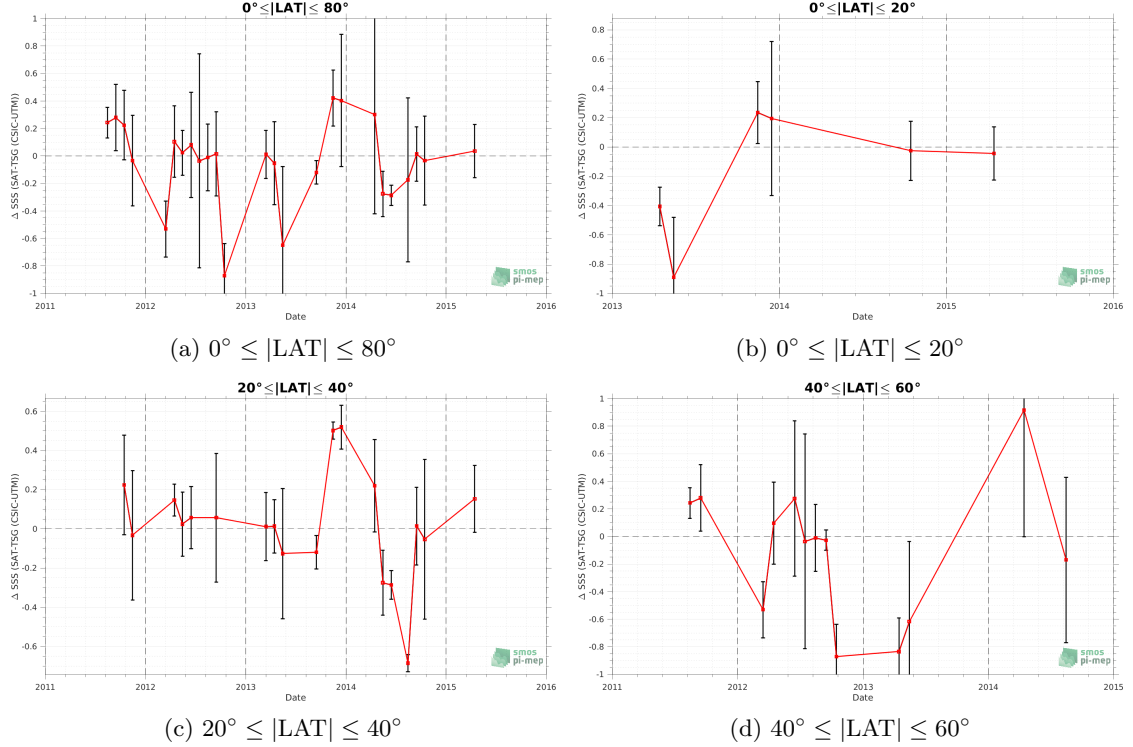 0°≤|LAT|≤ 80°
Δ SSS (SAT-TSG (CSIC-UTM))
1
0.8
0.6
0.4
0.2
0
-0.2
-0.4
-0.6
-0.8
-1
2011 2012 2013 2014 2015 2016
Date
smos
pi-mep
(a) 0° ≤ |LAT| ≤ 80°
0°≤|LAT|≤ 20°
Δ SSS (SAT-TSG (CSIC-UTM))
0.8
0.6
0.4
0.2
0
-0.2
-0.4
-0.6
-0.8
-1
2013 2014 2015 2016
Date
smos
pi-mep
(b) 0° ≤ |LAT| ≤ 20°
20°≤|LAT|≤ 40°
Δ SSS (SAT-TSG (CSIC-UTM))
0.6
0.4
0.2
0
-0.2
-0.4
-0.6
2011 2012 2013 2014 2015 2016
Date
smos
pi-mep
(c) 20° ≤ |LAT| ≤ 40°
40°≤|LAT|≤ 60°
Δ SSS (SAT-TSG (CSIC-UTM))
1
0.8
0.6
0.4
0.2
0
-0.2
-0.4
-0.6
-0.8
-1
2011 2012 2013 2014 2015
Date
smos
pi-mep
(d) 40° ≤ |LAT| ≤ 60°